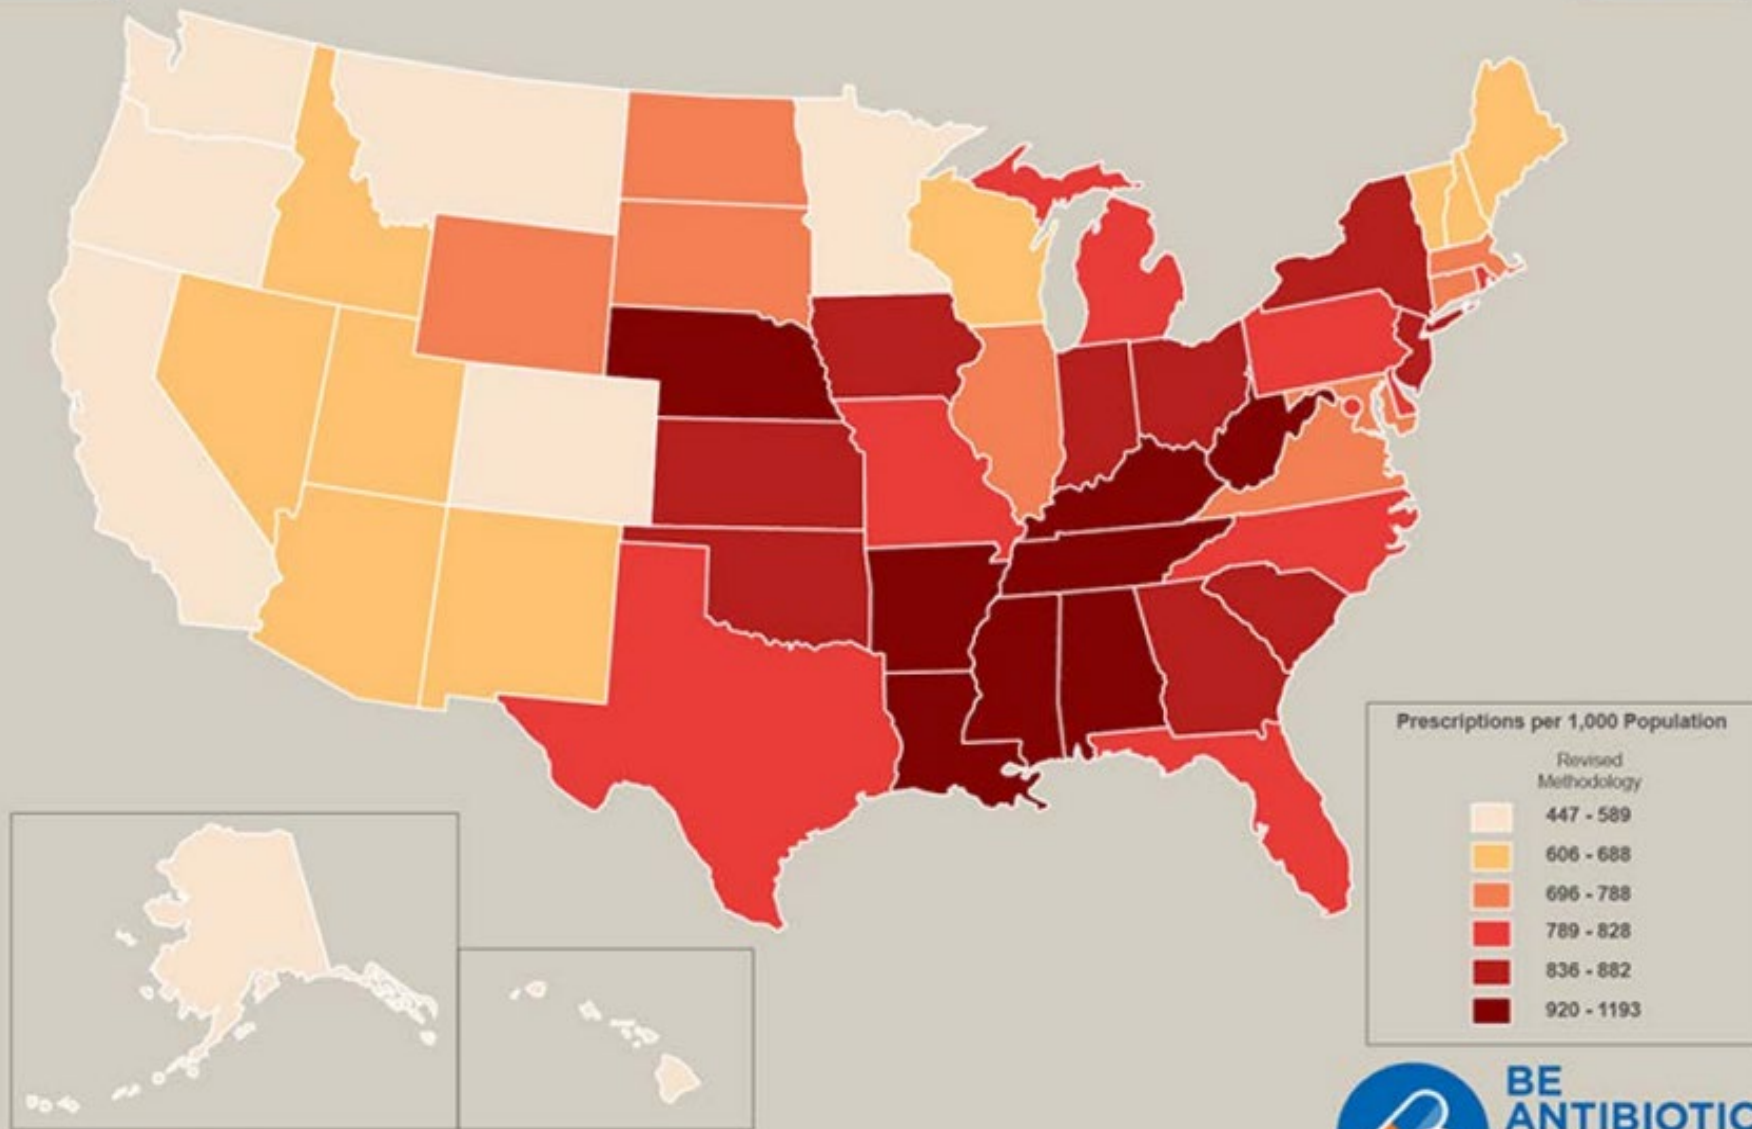 Prescriptions per 1,000 Population
Revised
Methodology
447 - 589
606 - 688
696 - 788
789 - 828
836 - 882
920 - 1193
BE
ANTIBIOTIC